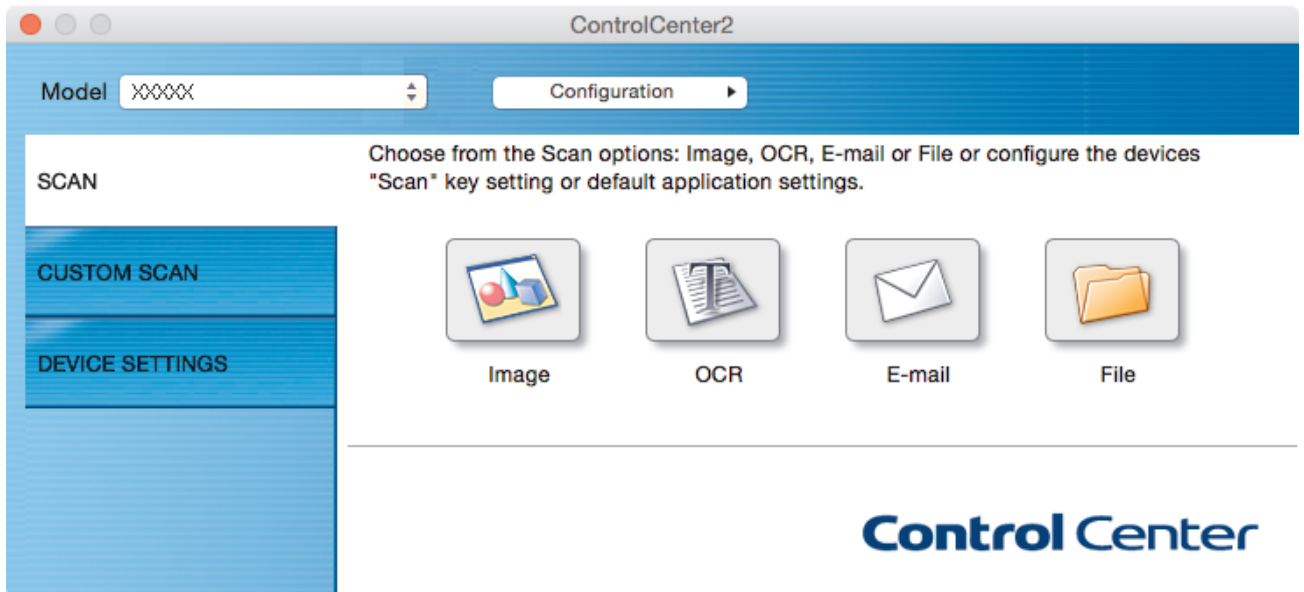 ControlCenter2
Model XXXXX Configuration
SCAN
CUSTOM SCAN
DEVICE SETTINGS
Choose from the Scan options: Image, OCR, E-mail or File or configure the devices
"Scan" key setting or default application settings.
Image OCR E-mail File
Control Center